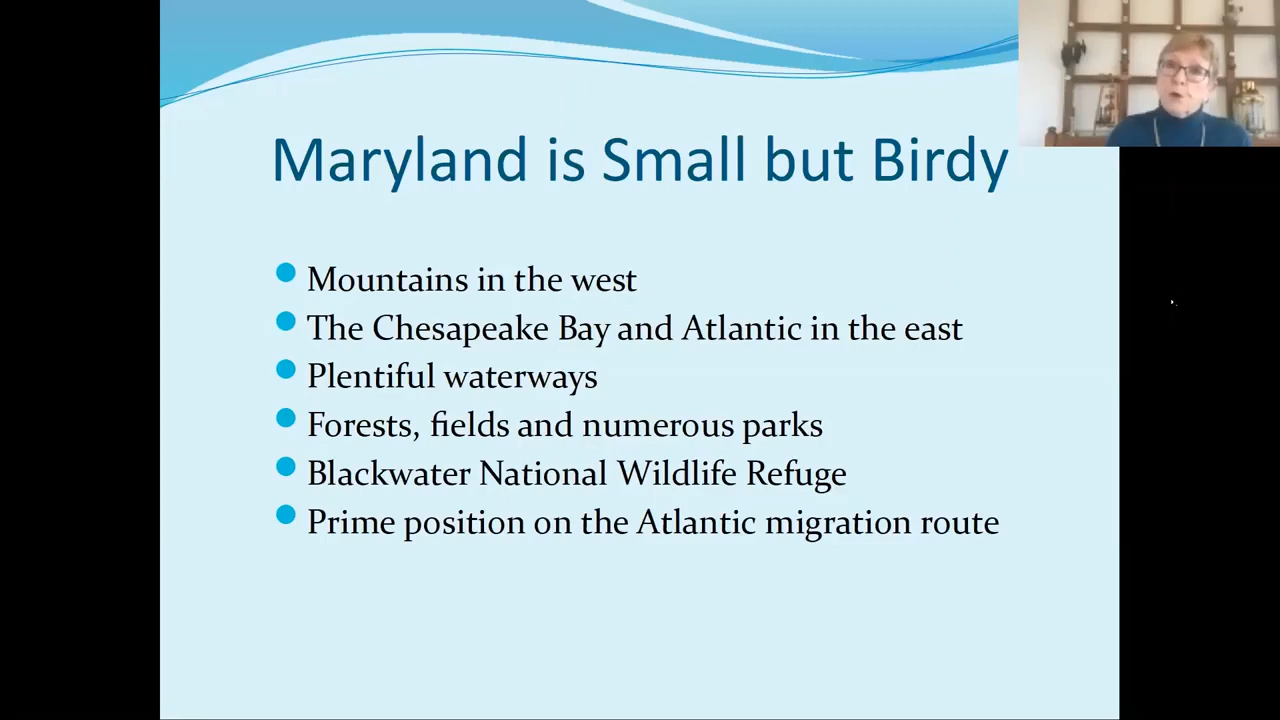 Maryland is Small but Birdy
Mountains in the west
The Chesapeake Bay and Atlantic in the east
Plentiful waterways
Forests, fields and numerous parks
Blackwater National Wildlife Refuge
Prime position on the Atlantic migration route